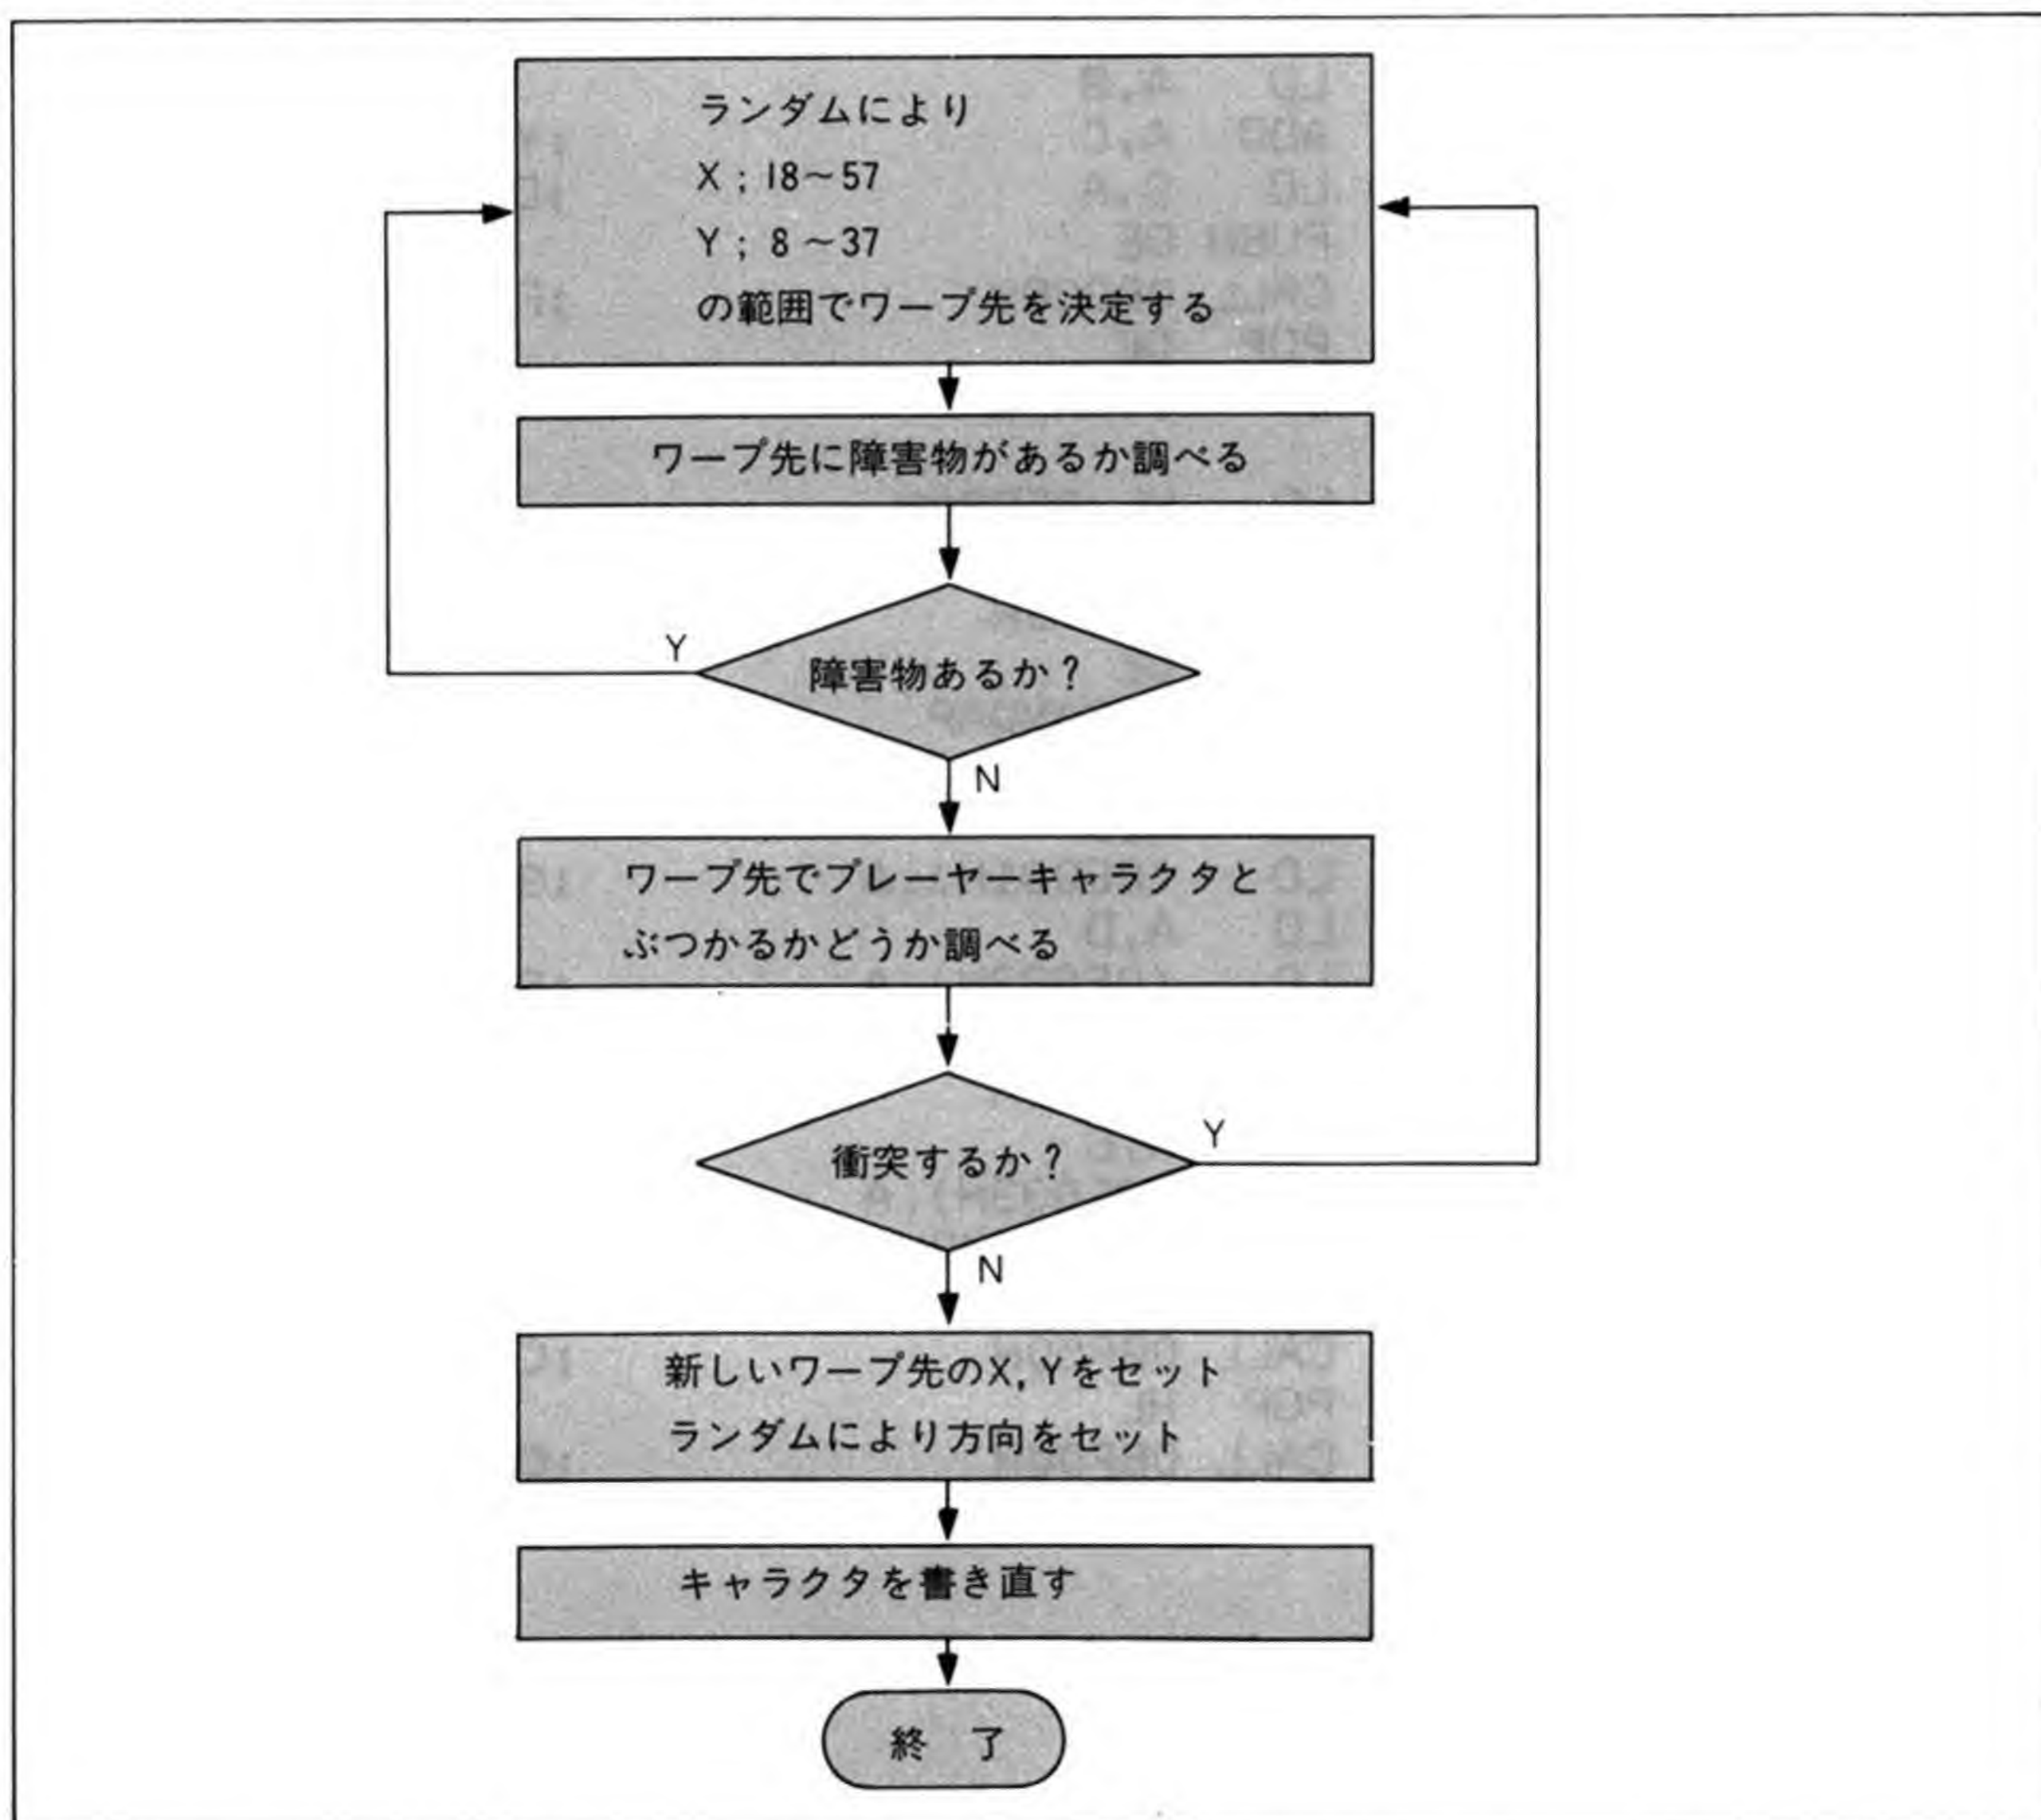 ランダムにより
X ; 18～57
Y ; 8～37
の範囲でワープ先を決定する
ワープ先に障害物があるか調べる
障害物あるか？
Y
N
ワープ先でプレーヤーキャラクタと
ぶつかるかどうか調べる
衝突するか？
Y
N
新しいワープ先のX, Yをセット
ランダムにより方向をセット
キャラクタを書き直す
終 了